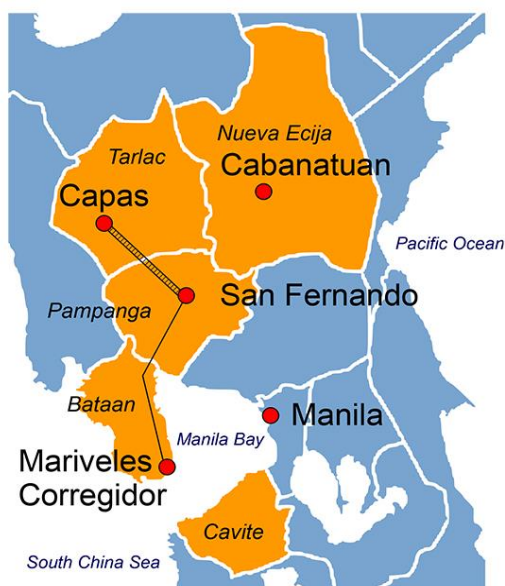 Nueva Ecija
Tarlac
Cabanatuan
Capas
Pacific Ocean
San Fernando
Pampanga
Bataan
Manila
Manila Bay
Mariveles
Corregidor
Cavite
South China Sea